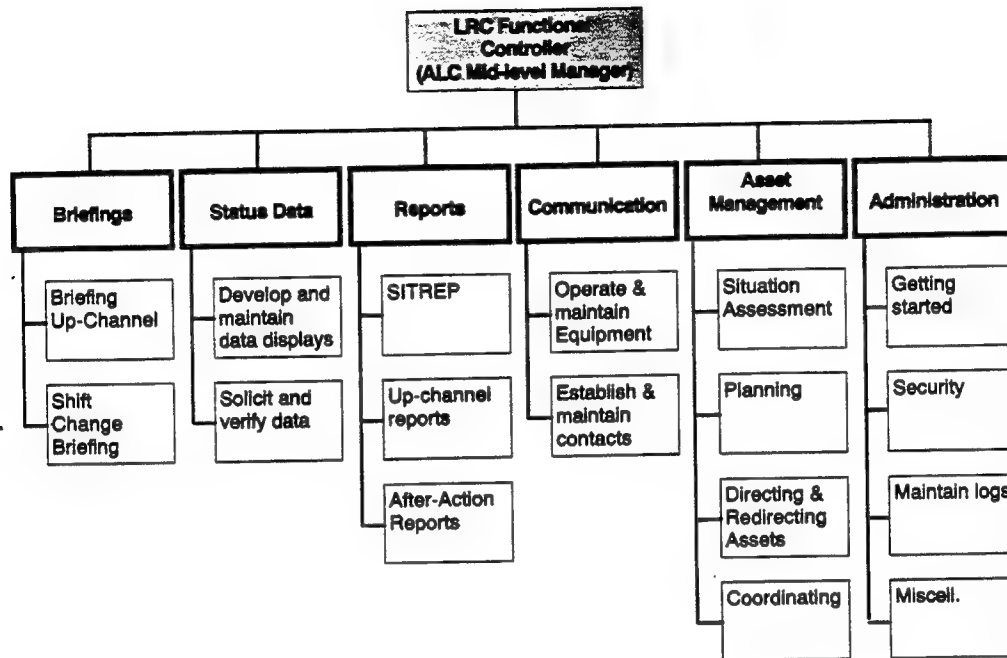 LRC Functional
Controller
(ALC Mid-level Manager)
Briefings
Status Data
Reports
Communication
Asset
Management
Administration
Briefing
Up-Channel
Shift
Change
Briefing
Develop and
maintain
data displays
Solicit and
verify data
SITREP
Up-channel
reports
After-Action
Reports
Operate &
maintain
Equipment
Establish &
maintain
contacts
Situation
Assessment
Planning
Directing &
Redirecting
Assets
Coordinating
Getting
started
Security
Maintain logs
Miscell.